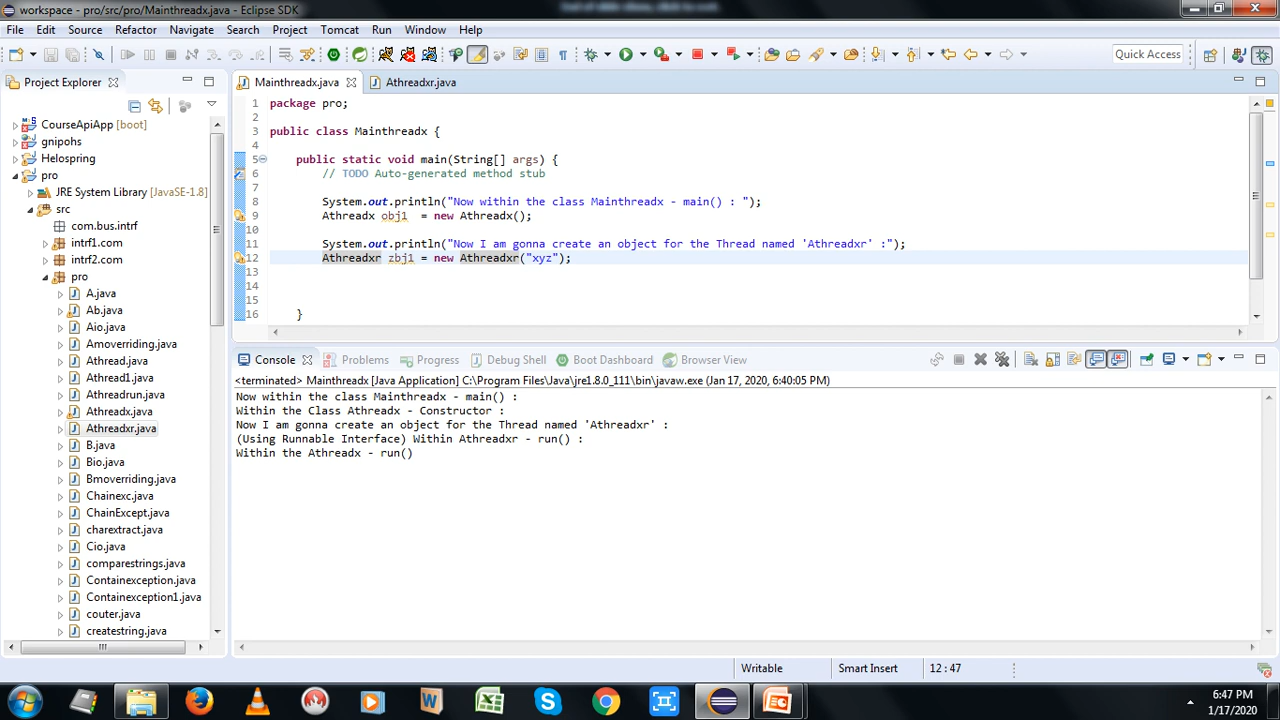 workspace - pro/src/pro/Mainthreadx.java - Eclipse SDK
File Edit Source Refactor Navigate Search Project Tomcat Run Window Help
Quick Access
Project Explorer
CourseApiApp [boot]
gnipohs
Helospring
pro
JRE System Library [JavaSE-1.8]
src
com.bus.intrf
intrf1.com
intrf2.com
pro
A.java
Ab.java
Aio.java
Amoverriding.java
Athread.java
Athread1.java
Athreadrun.java
Athreadx.java
Athreadxr.java
B.java
Bio.java
Bmoverriding.java
Chainexc.java
ChainExcept.java
charextract.java
Cio.java
comparestrings.java
Containexception.java
Containexception1.java
couter.java
createstring.java
Mainthreadx.java Athreadxr.java
1 package pro;
2
3 public class Mainthreadx {
4
5 public static void main(String[] args) {
6 // TODO Auto-generated method stub
7
8 System.out.println("Now within the class Mainthreadx - main() : ");
9 Athreadx obj1 = new Athreadx();
10
11 System.out.println("Now I am gonna create an object for the Thread named 'Athreadxr' :");
12 Athreadxr zbj1 = new Athreadxr("xyz");
13
14
15
16 }
Console Problems Progress Debug Shell Boot Dashboard Browser View
<terminated> Mainthreadx [Java Application] C:\Program Files\Java\jre1.8.0_111\bin\javaw.exe (Jan 17, 2020, 6:40:05 PM)
Now within the class Mainthreadx - main() :
Within the Class Athreadx - Constructor :
Now I am gonna create an object for the Thread named 'Athreadxr' :
(Using Runnable Interface) Within Athreadxr - run() :
Within the Athreadx - run()
Writable Smart Insert 12 : 47
6:47 PM
1/17/2020